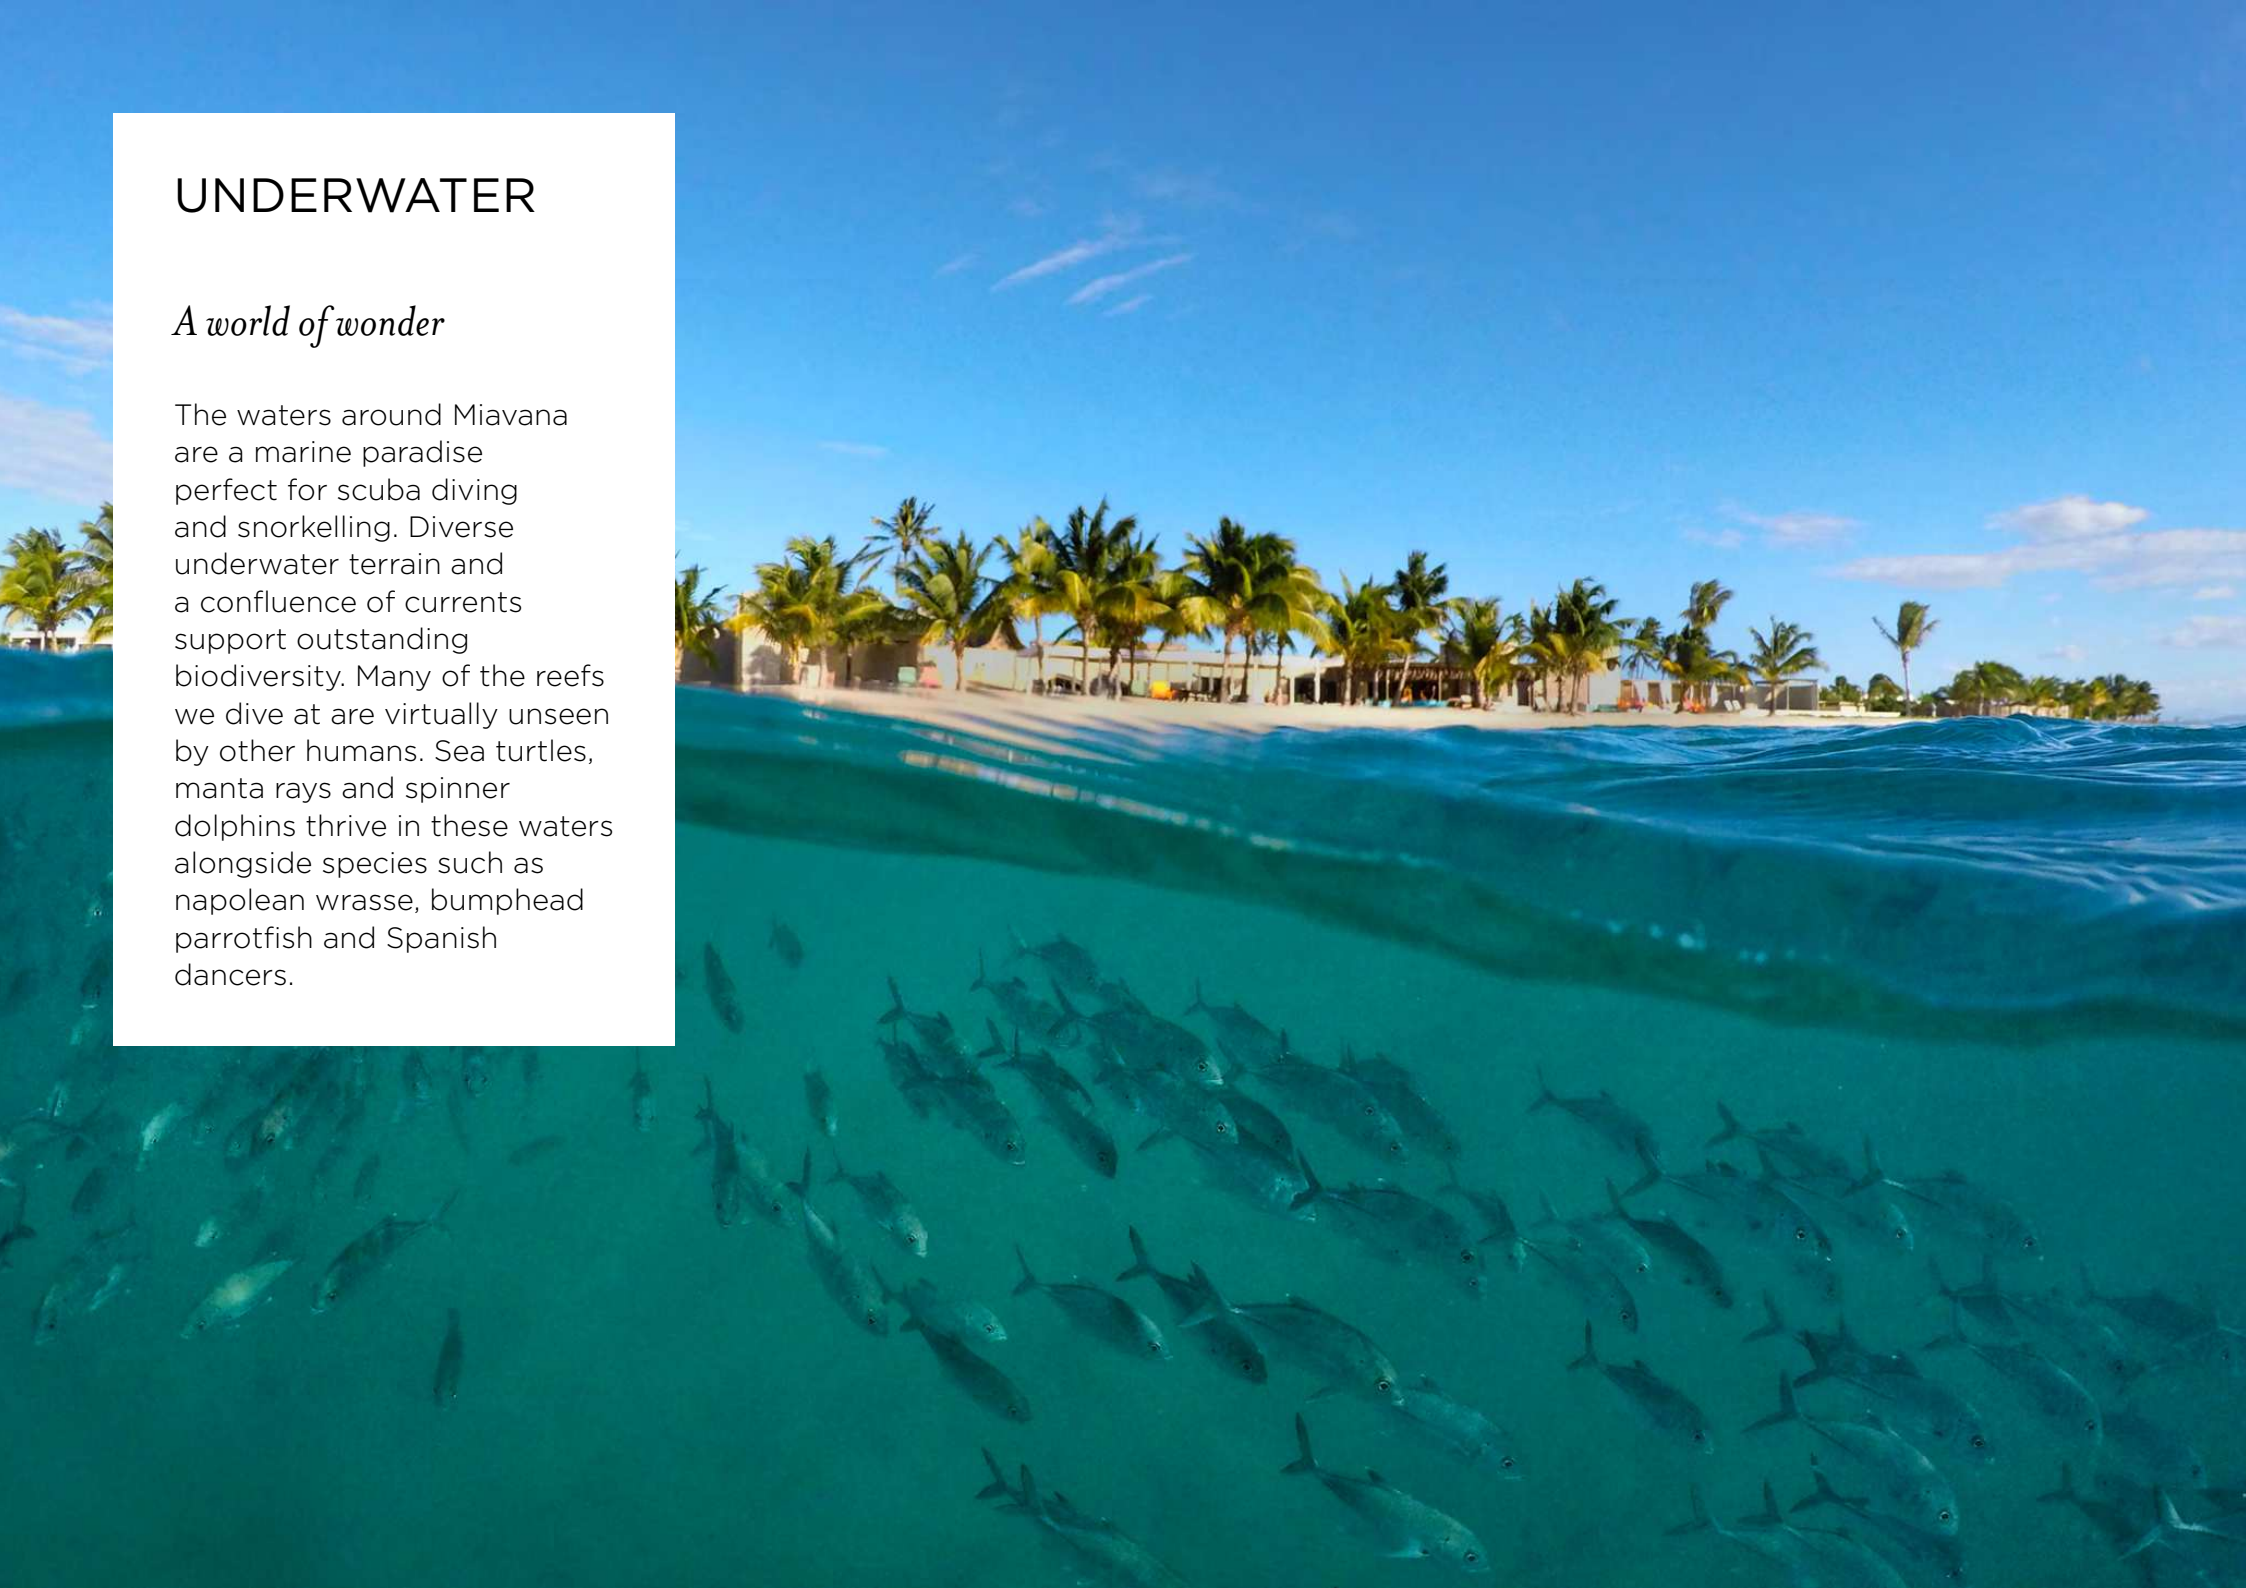 UNDERWATER
A world of wonder
The waters around Miavana
are a marine paradise
perfect for scuba diving
and snorkelling. Diverse
underwater terrain and
a confluence of currents
support outstanding
biodiversity. Many of the reefs
we dive at are virtually unseen
by other humans. Sea turtles,
manta rays and spinner
dolphins thrive in these waters
alongside species such as
napolean wrasse, bumphead
parrotfish and Spanish
dancers.